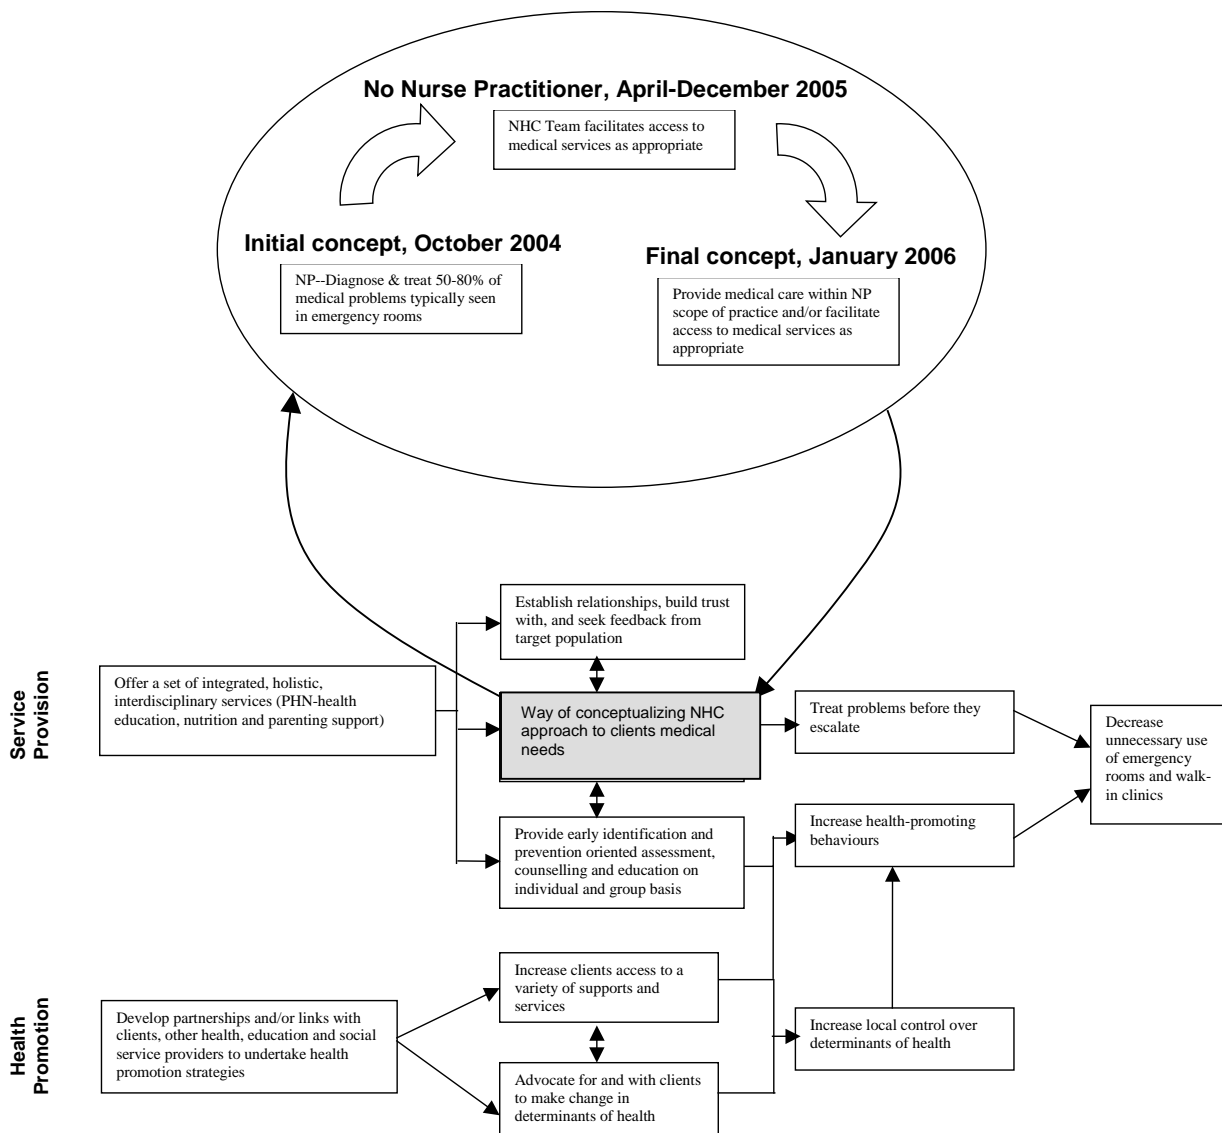 No Nurse Practitioner, April-December 2005
NHC Team facilitates access to
medical services as appropriate
Initial concept, October 2004
NP--Diagnose & treat 50-80% of
medical problems typically seen
in emergency rooms
Final concept, January 2006
Provide medical care within NP
scope of practice and/or facilitate
access to medical services as
appropriate
Service
Provision
Offer a set of integrated, holistic,
interdisciplinary services (PHN-health
education, nutrition and parenting support)
Establish relationships, build trust
with, and seek feedback from
target population
Way of conceptualizing NHC
approach to clients medical
needs
Provide early identification and
prevention oriented assessment,
counselling and education on
individual and group basis
Treat problems before they
escalate
Increase health-promoting
behaviours
Decrease
unnecessary use
of emergency
rooms and walk-
in clinics
Health
Promotion
Develop partnerships and/or links with
clients, other health, education and social
service providers to undertake health
promotion strategies
Increase clients access to a
variety of supports and
services
Advocate for and with clients
to make change in
determinants of health
Increase local control over
determinants of health